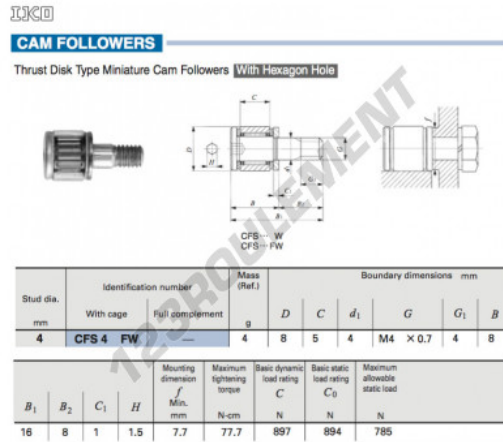 IKO
CAM FOLLOWERS
Thrust Disk Type Miniature Cam Followers With Hexagon Hole
C
D
H
B
CFS··· W
CFS··· FW
123ROULEMENT
Stud dia. mm Identification number Mass (Ref.) g Boundary dimensions mm
With cage Full complement D C d1 G G1 B
4 CFS 4 FW — 4 8 5 4 M4 × 0.7 4 8
B1 B2 C1 H Mounting dimension f Min. mm Maximum tightening torque N-cm Basic dynamic load rating C N Basic static load rating C0 N Maximum allowable static load N
16 8 1 1.5 7.7 77.7 897 894 785